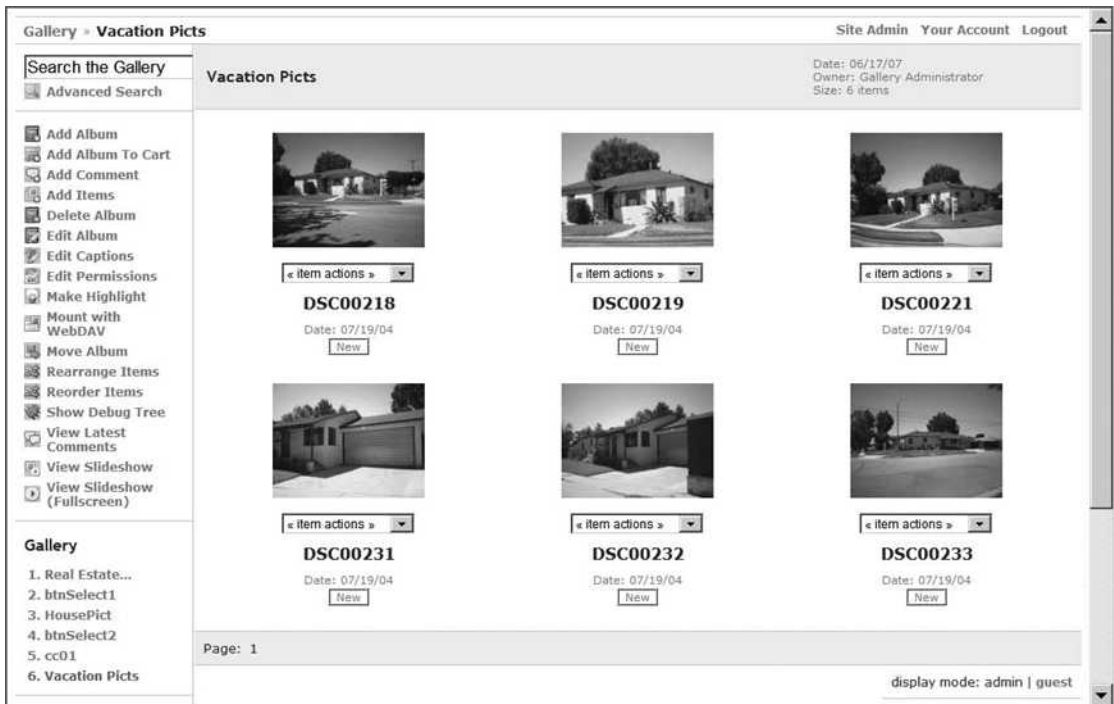 Gallery » Vacation Picts
Site Admin Your Account Logout
Search the Gallery
Advanced Search
Add Album
Add Album To Cart
Add Comment
Add Items
Delete Album
Edit Album
Edit Captions
Edit Permissions
Make Highlight
Mount with
WebDAV
Move Album
Rearrange Items
Reorder Items
Show Debug Tree
View Latest
Comments
View Slideshow
View Slideshow
(Fullscreen)
Gallery
1. Real Estate...
2. btnSelect1
3. HousePict
4. btnSelect2
5. cc01
6. Vacation Picts
Vacation Picts
Date: 06/17/07
Owner: Gallery Administrator
Size: 6 items
« item actions » « item actions » « item actions »
DSC00218 DSC00219 DSC00221
Date: 07/19/04 Date: 07/19/04 Date: 07/19/04
New New New
« item actions » « item actions » « item actions »
DSC00231 DSC00232 DSC00233
Date: 07/19/04 Date: 07/19/04 Date: 07/19/04
New New New
Page: 1
display mode: admin | guest